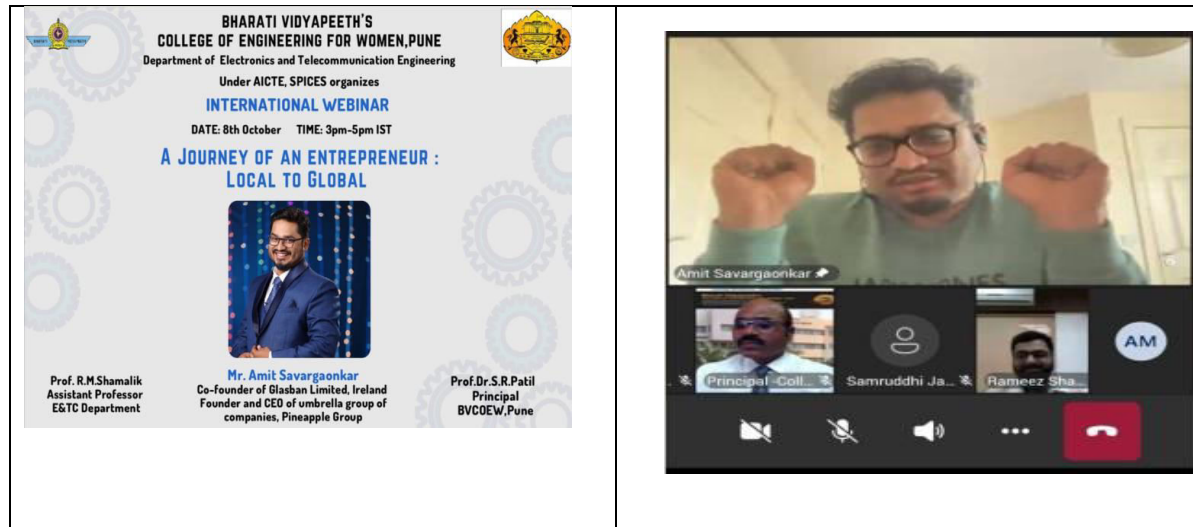 BHARATI VIDYAPEETH'S
COLLEGE OF ENGINEERING FOR WOMEN,PUNE
Department of Electronics and Telecommunication Engineering
Under AICTE, SPICES organizes
INTERNATIONAL WEBINAR
DATE: 8th October TIME: 3pm-5pm IST
A JOURNEY OF AN ENTREPRENEUR :
LOCAL TO GLOBAL
Prof. R.M.Shamalik
Assistant Professor
E&TC Department
Mr. Amit Savargaonkar
Co-founder of Glasban Limited, Ireland
Founder and CEO of umbrella group of
companies, Pineapple Group
Prof.Dr.S.R.Patil
Principal
BVCOEW,Pune
Amit Savargaonkar
Principal -Coll...
Samruddhi Ja...
Rameez Sha...
AM